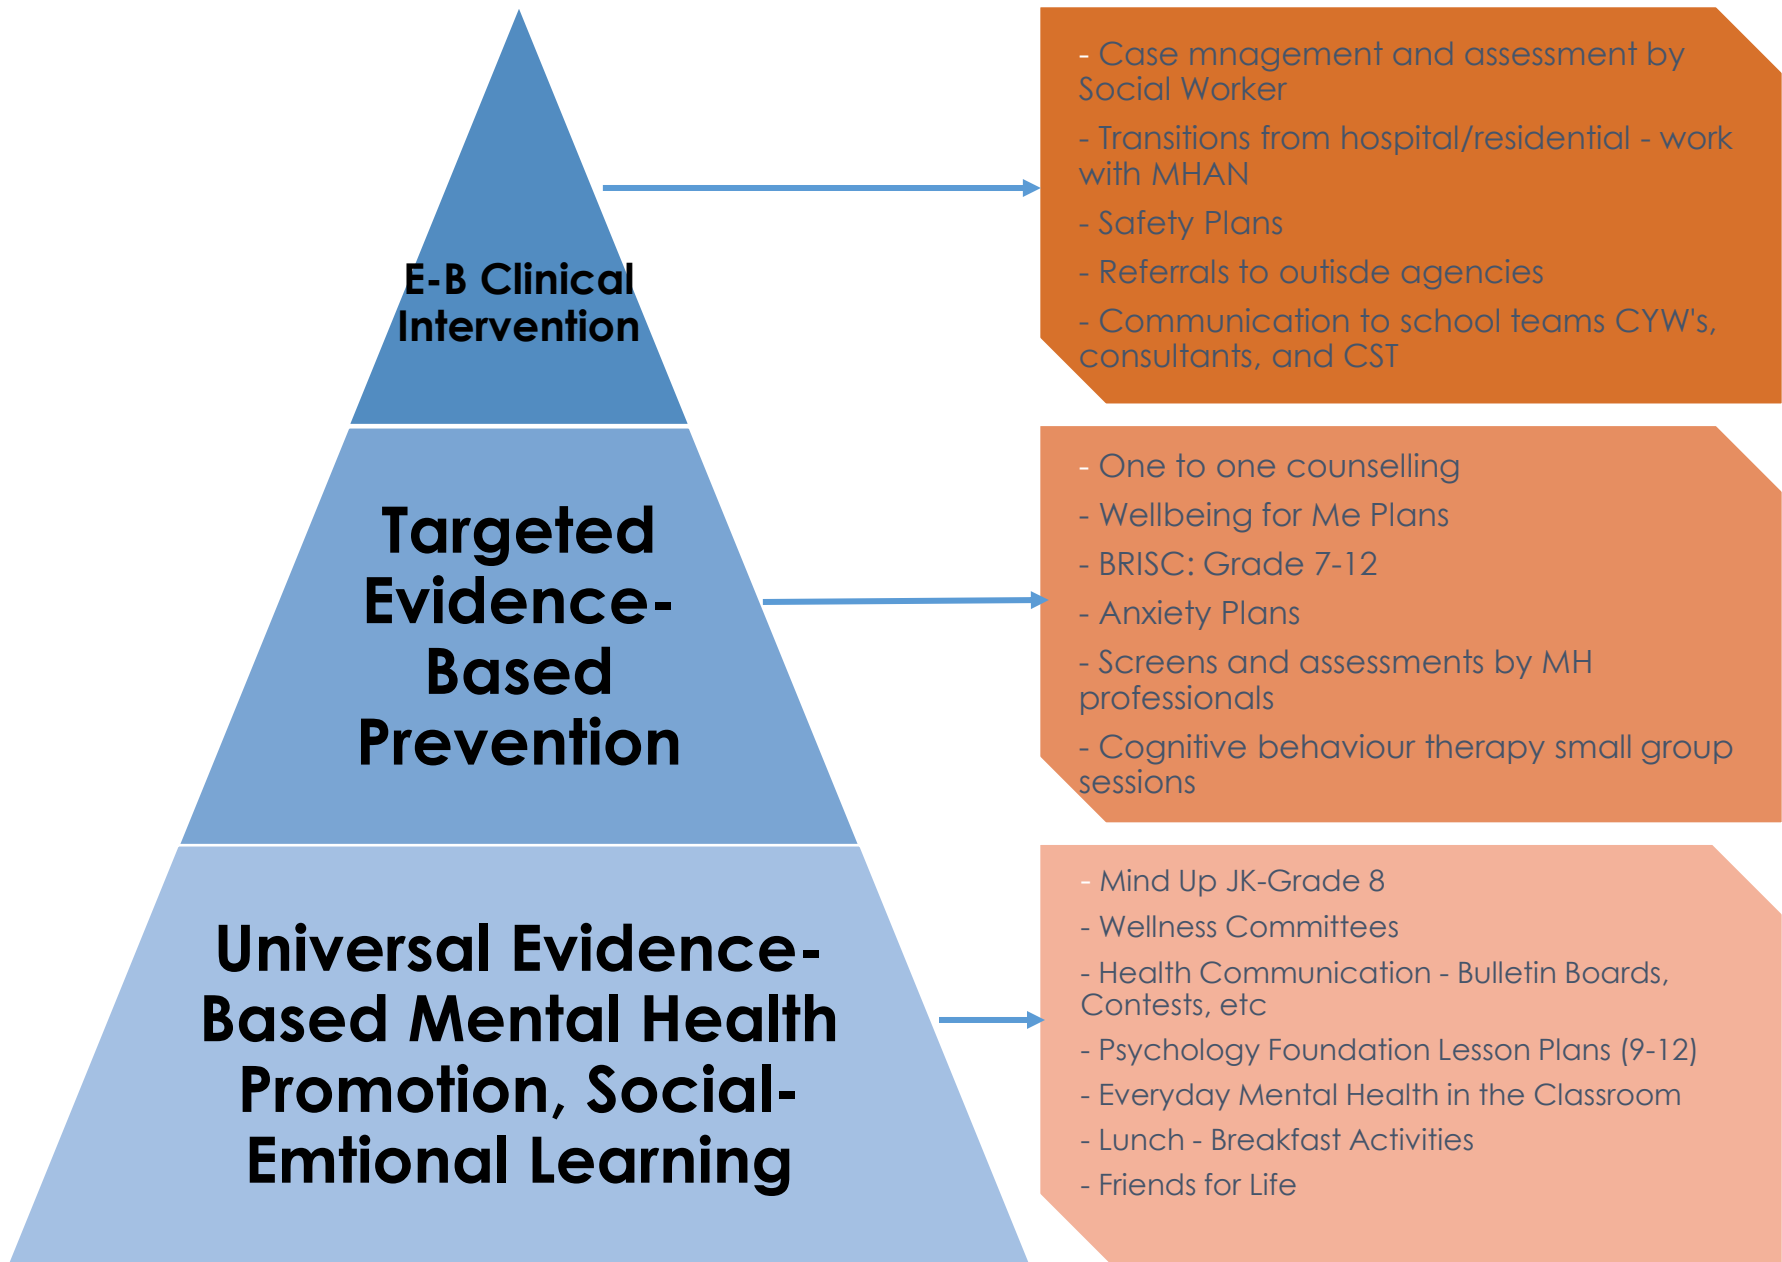 E-B Clinical
Intervention
- Case mnagement and assessment by
Social Worker
- Transitions from hospital/residential - work
with MHAN
- Safety Plans
- Referrals to outisde agencies
- Communication to school teams CYW's,
consultants, and CST
Targeted
Evidence-
Based
Prevention
- One to one counselling
- Wellbeing for Me Plans
- BRISC: Grade 7-12
- Anxiety Plans
- Screens and assessments by MH
professionals
- Cognitive behaviour therapy small group
sessions
Universal Evidence-
Based Mental Health
Promotion, Social-
Emtional Learning
- Mind Up JK-Grade 8
- Wellness Committees
- Health Communication - Bulletin Boards,
Contests, etc
- Psychology Foundation Lesson Plans (9-12)
- Everyday Mental Health in the Classroom
- Lunch - Breakfast Activities
- Friends for Life